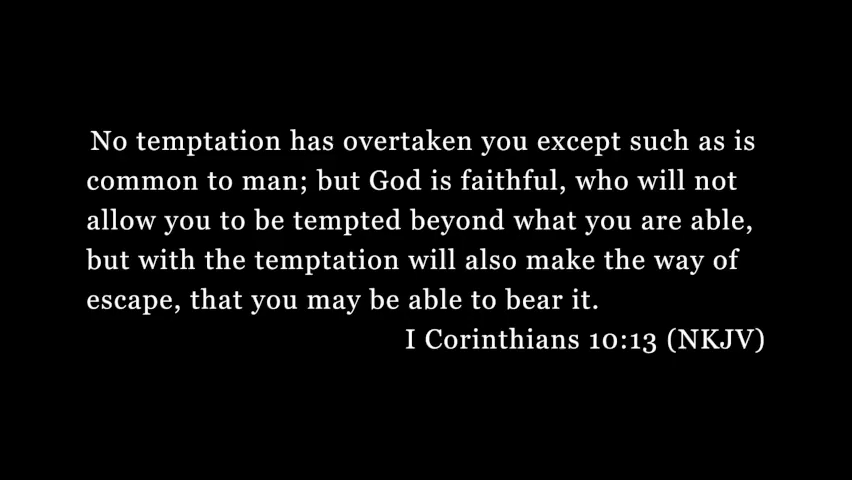 No temptation has overtaken you except such as is
common to man; but God is faithful, who will not
allow you to be tempted beyond what you are able,
but with the temptation will also make the way of
escape, that you may be able to bear it.
I Corinthians 10:13 (NKJV)